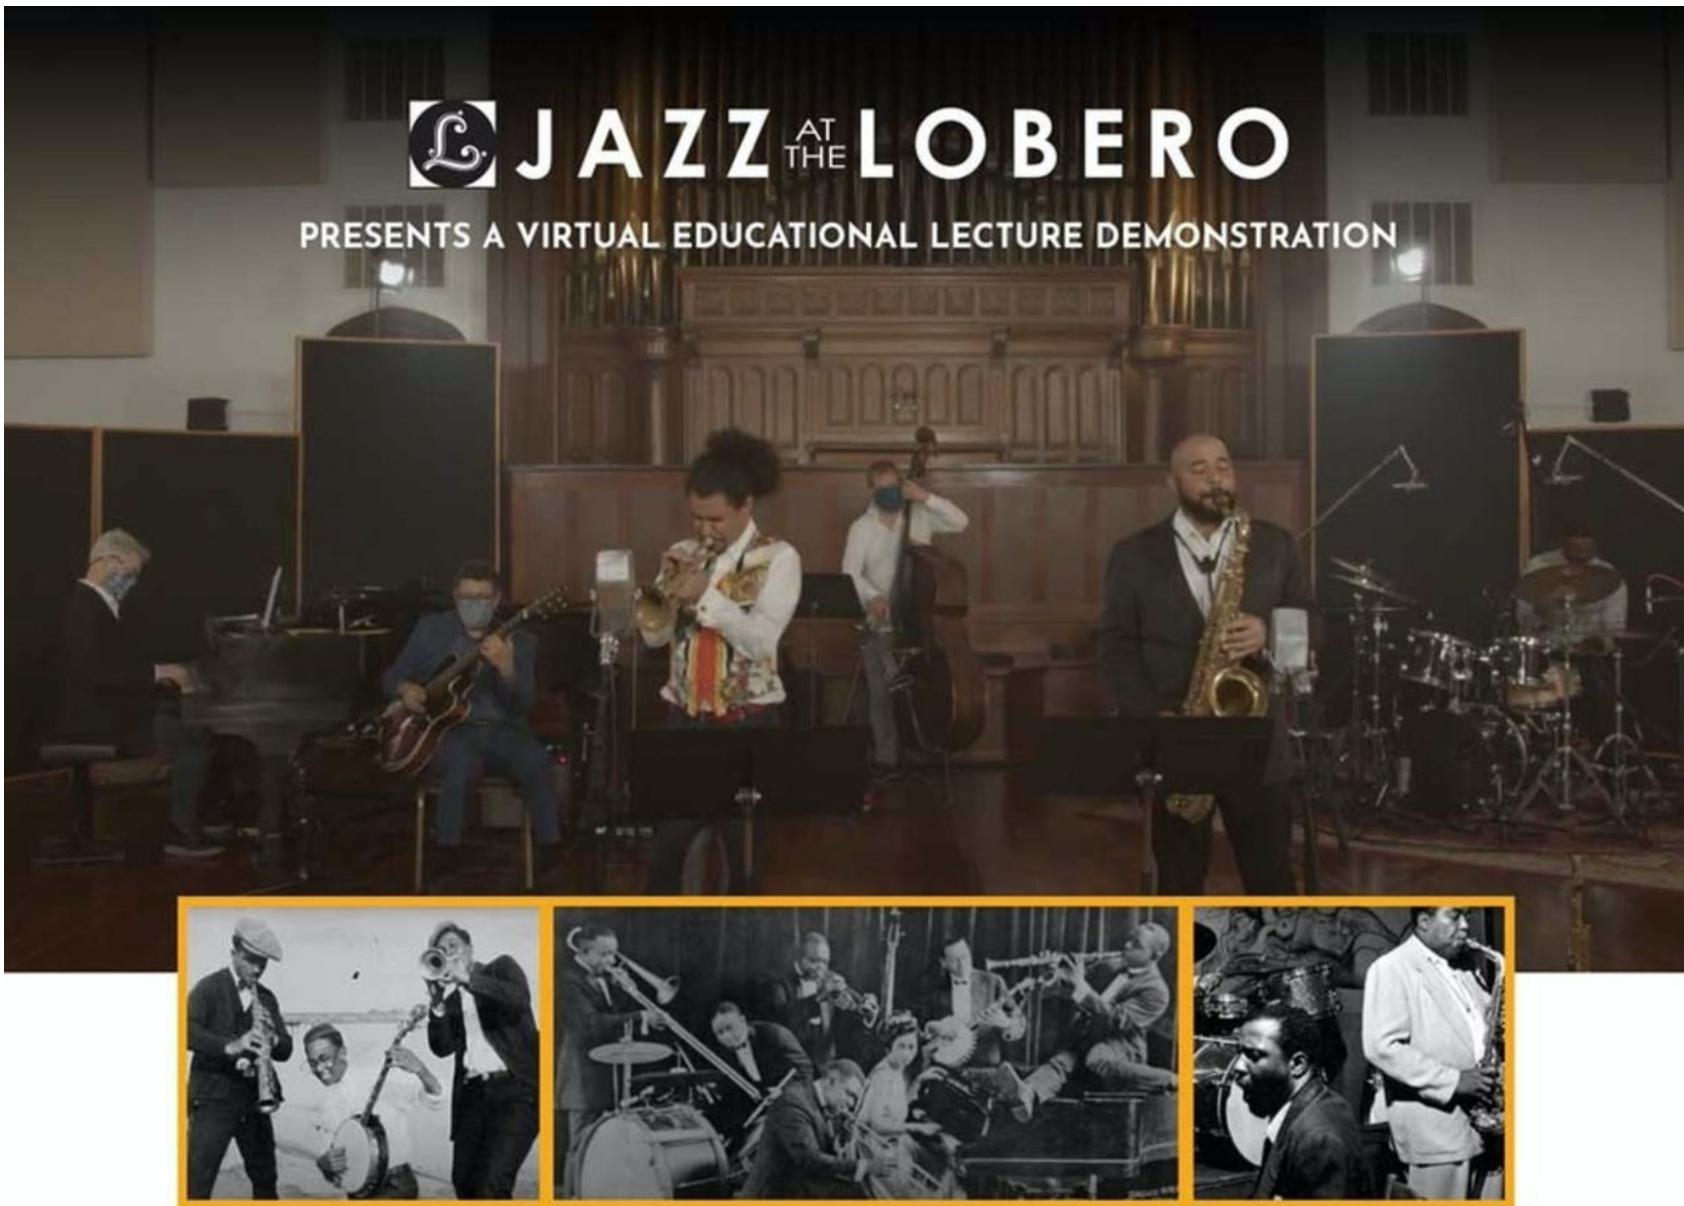 L JAZZ AT THE LOBERO
PRESENTS A VIRTUAL EDUCATIONAL LECTURE DEMONSTRATION